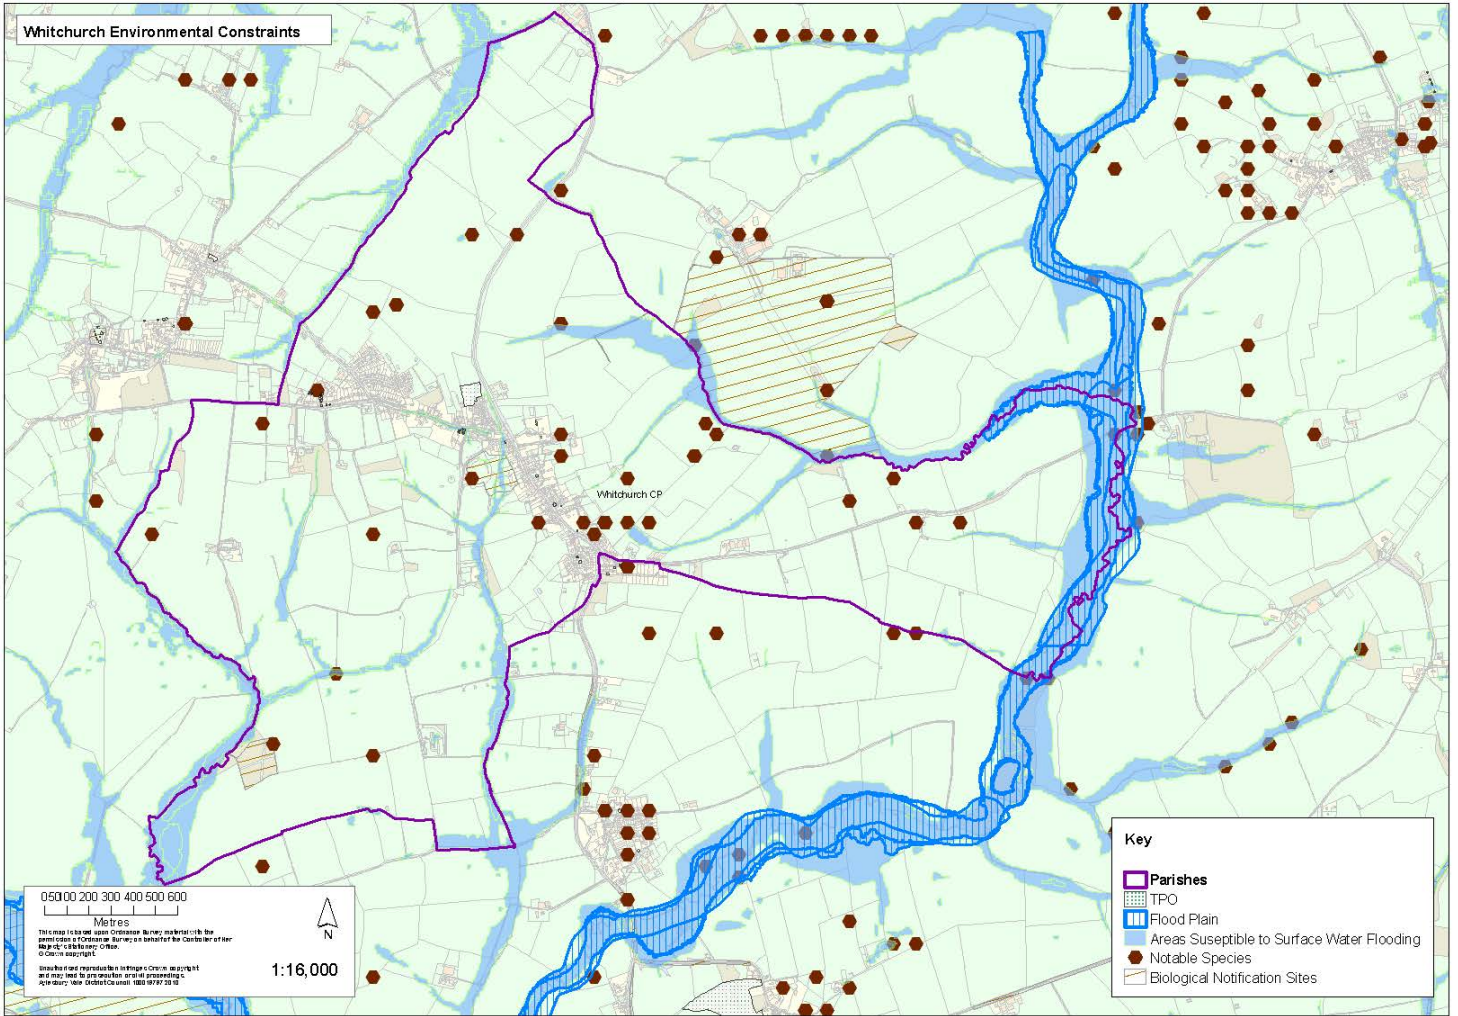 Whitchurch Environmental Constraints
Whitchurch CP
Key
Parishes
TPO
Flood Plain
Areas Suseptible to Surface Water Flooding
Notable Species
Biological Notification Sites
050100 200 300 400 500 600
Metres
N
This map is based upon Ordnance Survey material with the
permission of Ordnance Survey on behalf of the Controller of Her
Majesty's Stationery Office.
© Crown copyright.
Unauthorised reproduction infringes Crown copyright
and may lead to prosecution or civil proceedings.
Aylesbury Vale District Council 100019797 2010
1:16,000